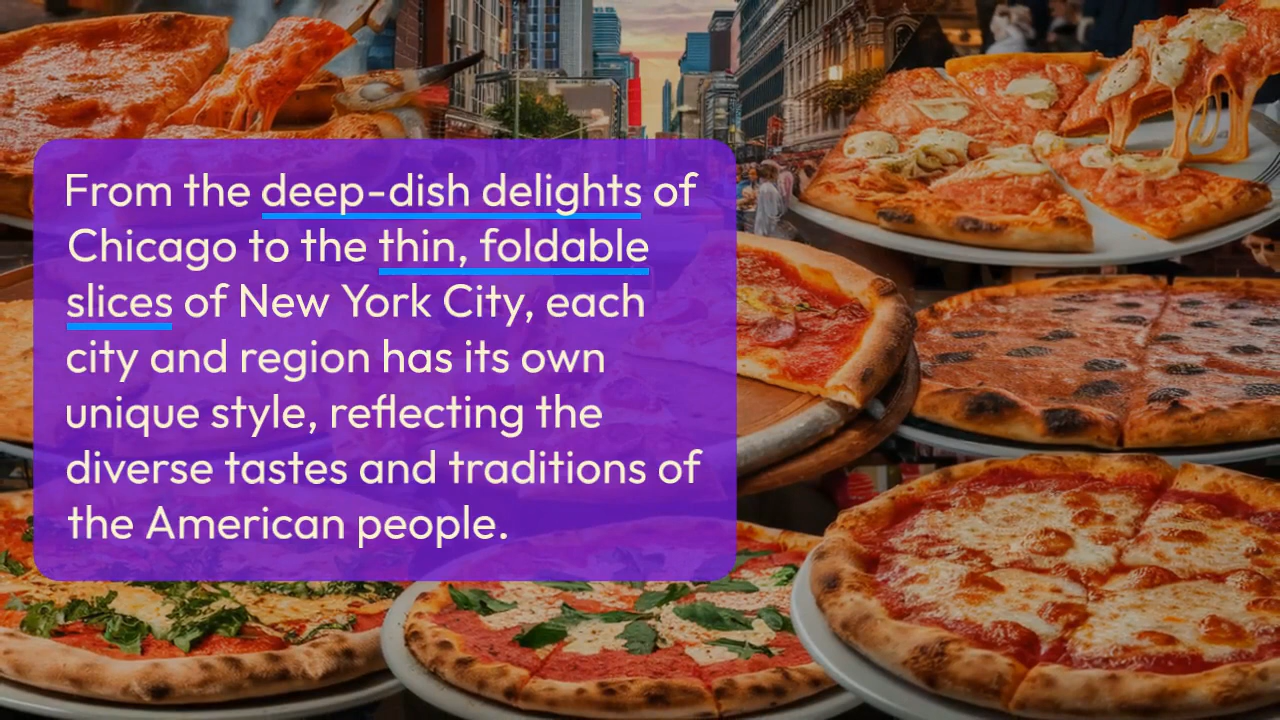 From the deep-dish delights of
Chicago to the thin, foldable
slices of New York City, each
city and region has its own
unique style, reflecting the
diverse tastes and traditions of
the American people.